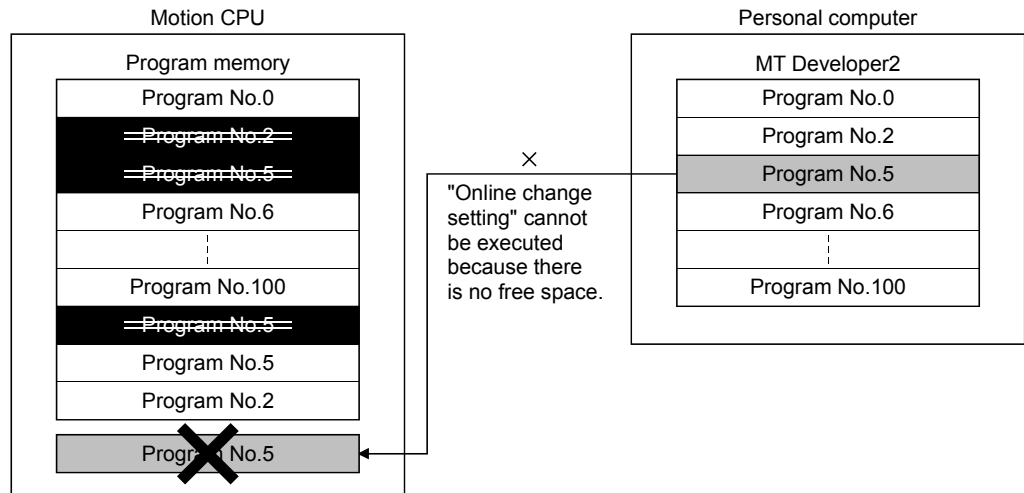 Motion CPU
Program memory
Program No.0
Program No.2
Program No.5
Program No.6
Program No.100
Program No.5
Program No.5
Program No.2
Program No.5
×
"Online change
setting" cannot
be executed
because there
is no free space.
Personal computer
MT Developer2
Program No.0
Program No.2
Program No.5
Program No.6
Program No.100